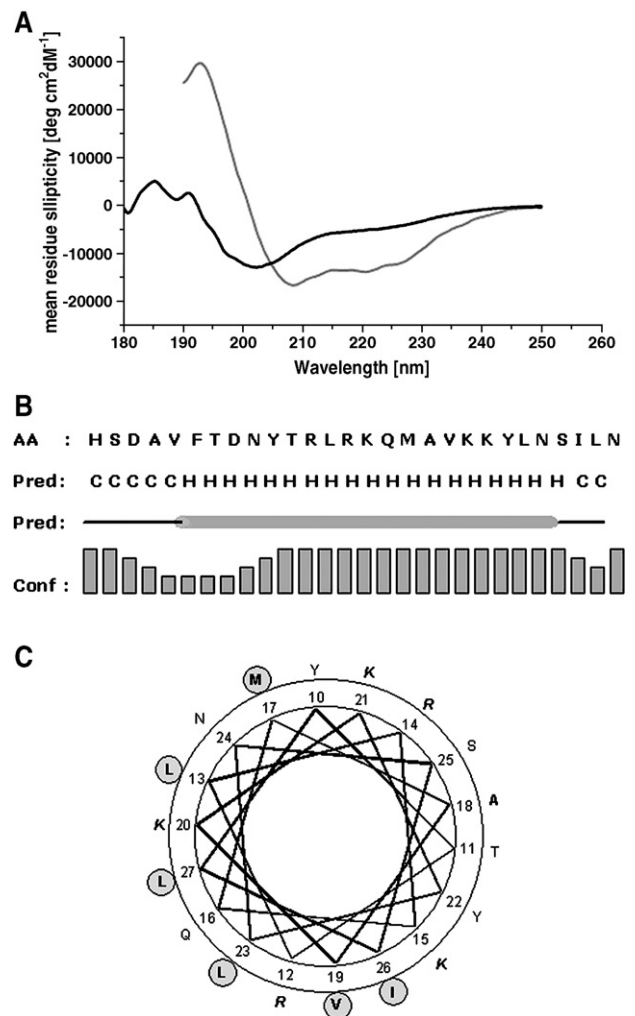 A
mean residue sllipticity [deg cm²dM⁻¹]
30000
20000
10000
0
-10000
-20000
180 190 200 210 220 230 240 250 260
Wavelength [nm]
B
AA : H S D A V F T D N Y T R L R K Q M A V K K Y L N S I L N
Pred: C C C C C H H H H H H H H H H H H H H H H H H H H C C
Pred:
Conf :
C
M Y K
17 10 21
N R
24 14
S
25
L
13
A
18
K 20
11 T
L
27
22 Y
Q
16
15 K
L
23
12 19 26
R V I